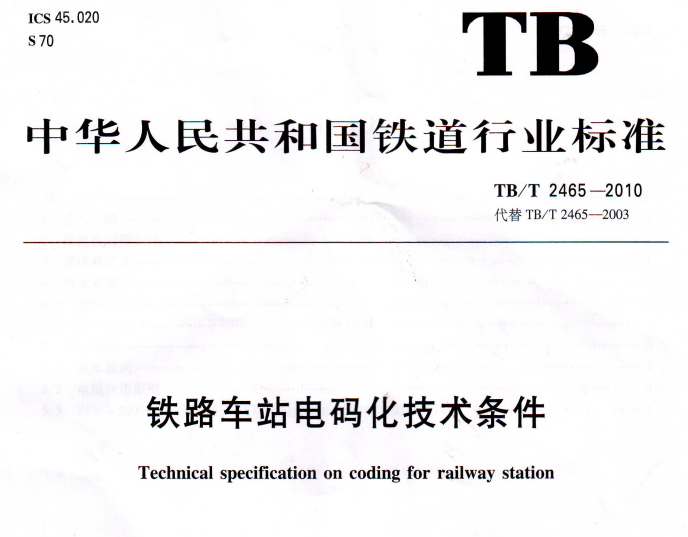 ICS 45.020
S 70
TB
中华人民共和国铁道行业标准
TB/T 2465—2010
代替 TB/T 2465—2003
铁路车站电码化技术条件
Technical specification on coding for railway station